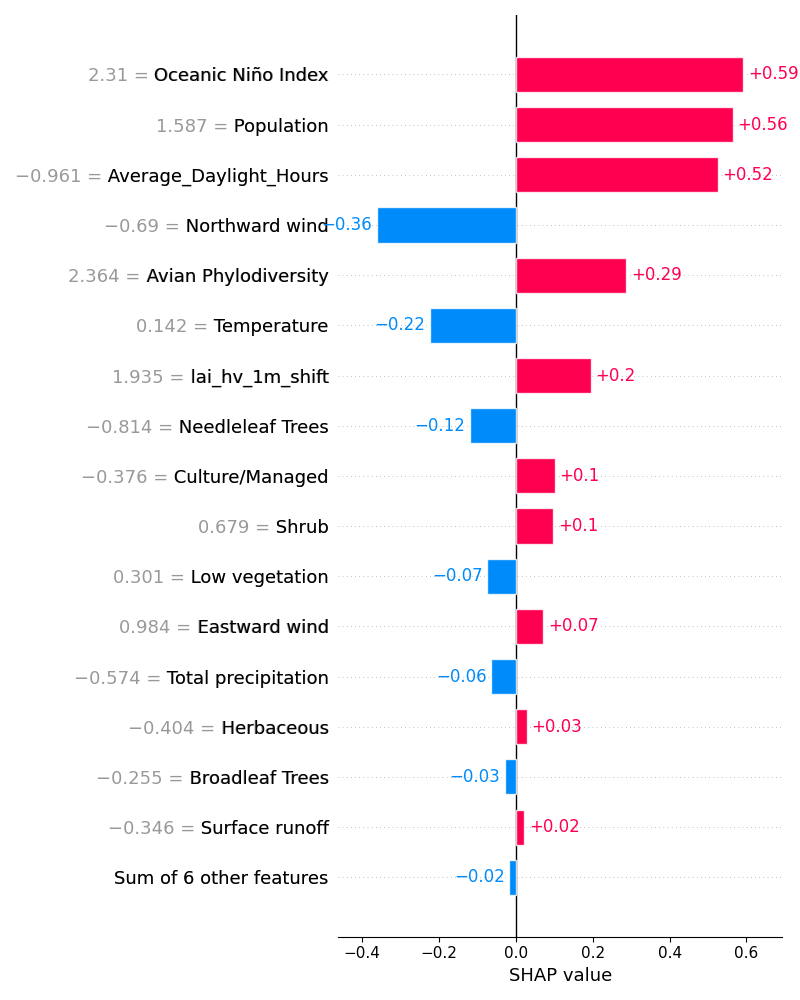 2.31 = Oceanic Niño Index +0.59
1.587 = Population +0.56
−0.961 = Average_Daylight_Hours +0.52
−0.69 = Northward wind −0.36
2.364 = Avian Phylodiversity +0.29
0.142 = Temperature −0.22
1.935 = lai_hv_1m_shift +0.2
−0.814 = Needleleaf Trees −0.12
−0.376 = Culture/Managed +0.1
0.679 = Shrub +0.1
0.301 = Low vegetation −0.07
0.984 = Eastward wind +0.07
−0.574 = Total precipitation −0.06
−0.404 = Herbaceous +0.03
−0.255 = Broadleaf Trees −0.03
−0.346 = Surface runoff +0.02
Sum of 6 other features −0.02
−0.4 −0.2 0.0 0.2 0.4 0.6
SHAP value